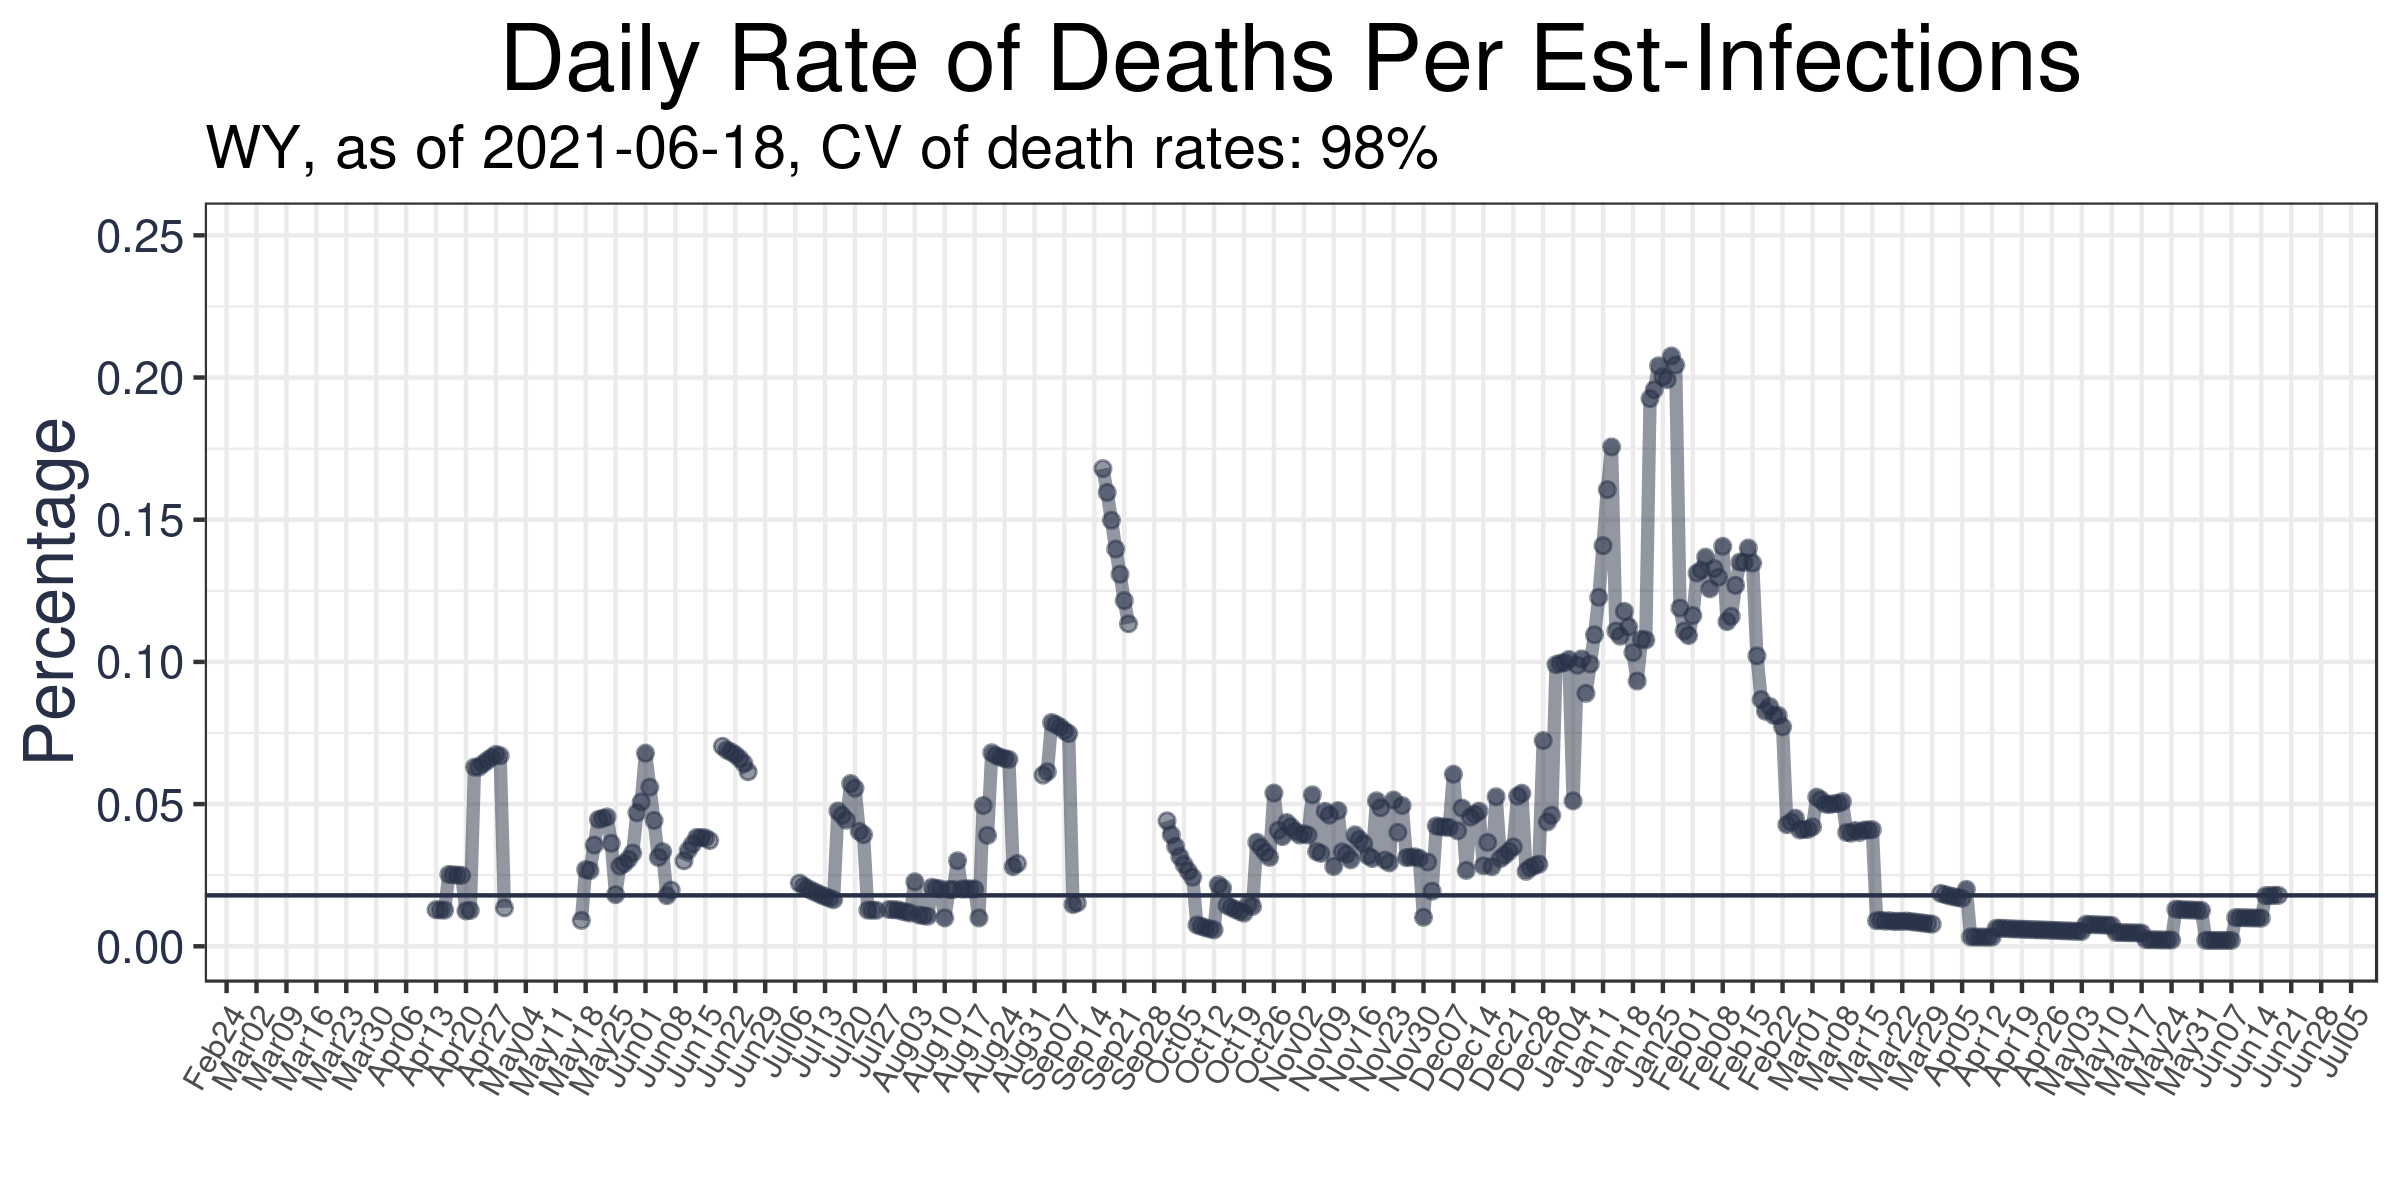 Daily Rate of Deaths Per Est-Infections
WY, as of 2021-06-18, CV of death rates: 98%
Percentage
0.25
0.20
0.15
0.10
0.05
0.00
Feb24
Mar02
Mar09
Mar16
Mar23
Mar30
Apr06
Apr13
Apr20
Apr27
May04
May11
May18
May25
Jun01
Jun08
Jun15
Jun22
Jun29
Jul06
Jul13
Jul20
Jul27
Aug03
Aug10
Aug17
Aug24
Aug31
Sep07
Sep14
Sep21
Sep28
Oct05
Oct12
Oct19
Oct26
Nov02
Nov09
Nov16
Nov23
Nov30
Dec07
Dec14
Dec21
Dec28
Jan04
Jan11
Jan18
Jan25
Feb01
Feb08
Feb15
Feb22
Mar01
Mar08
Mar15
Mar22
Mar29
Apr05
Apr12
Apr19
Apr26
May03
May10
May17
May24
May31
Jun07
Jun14
Jun21
Jun28
Jul05